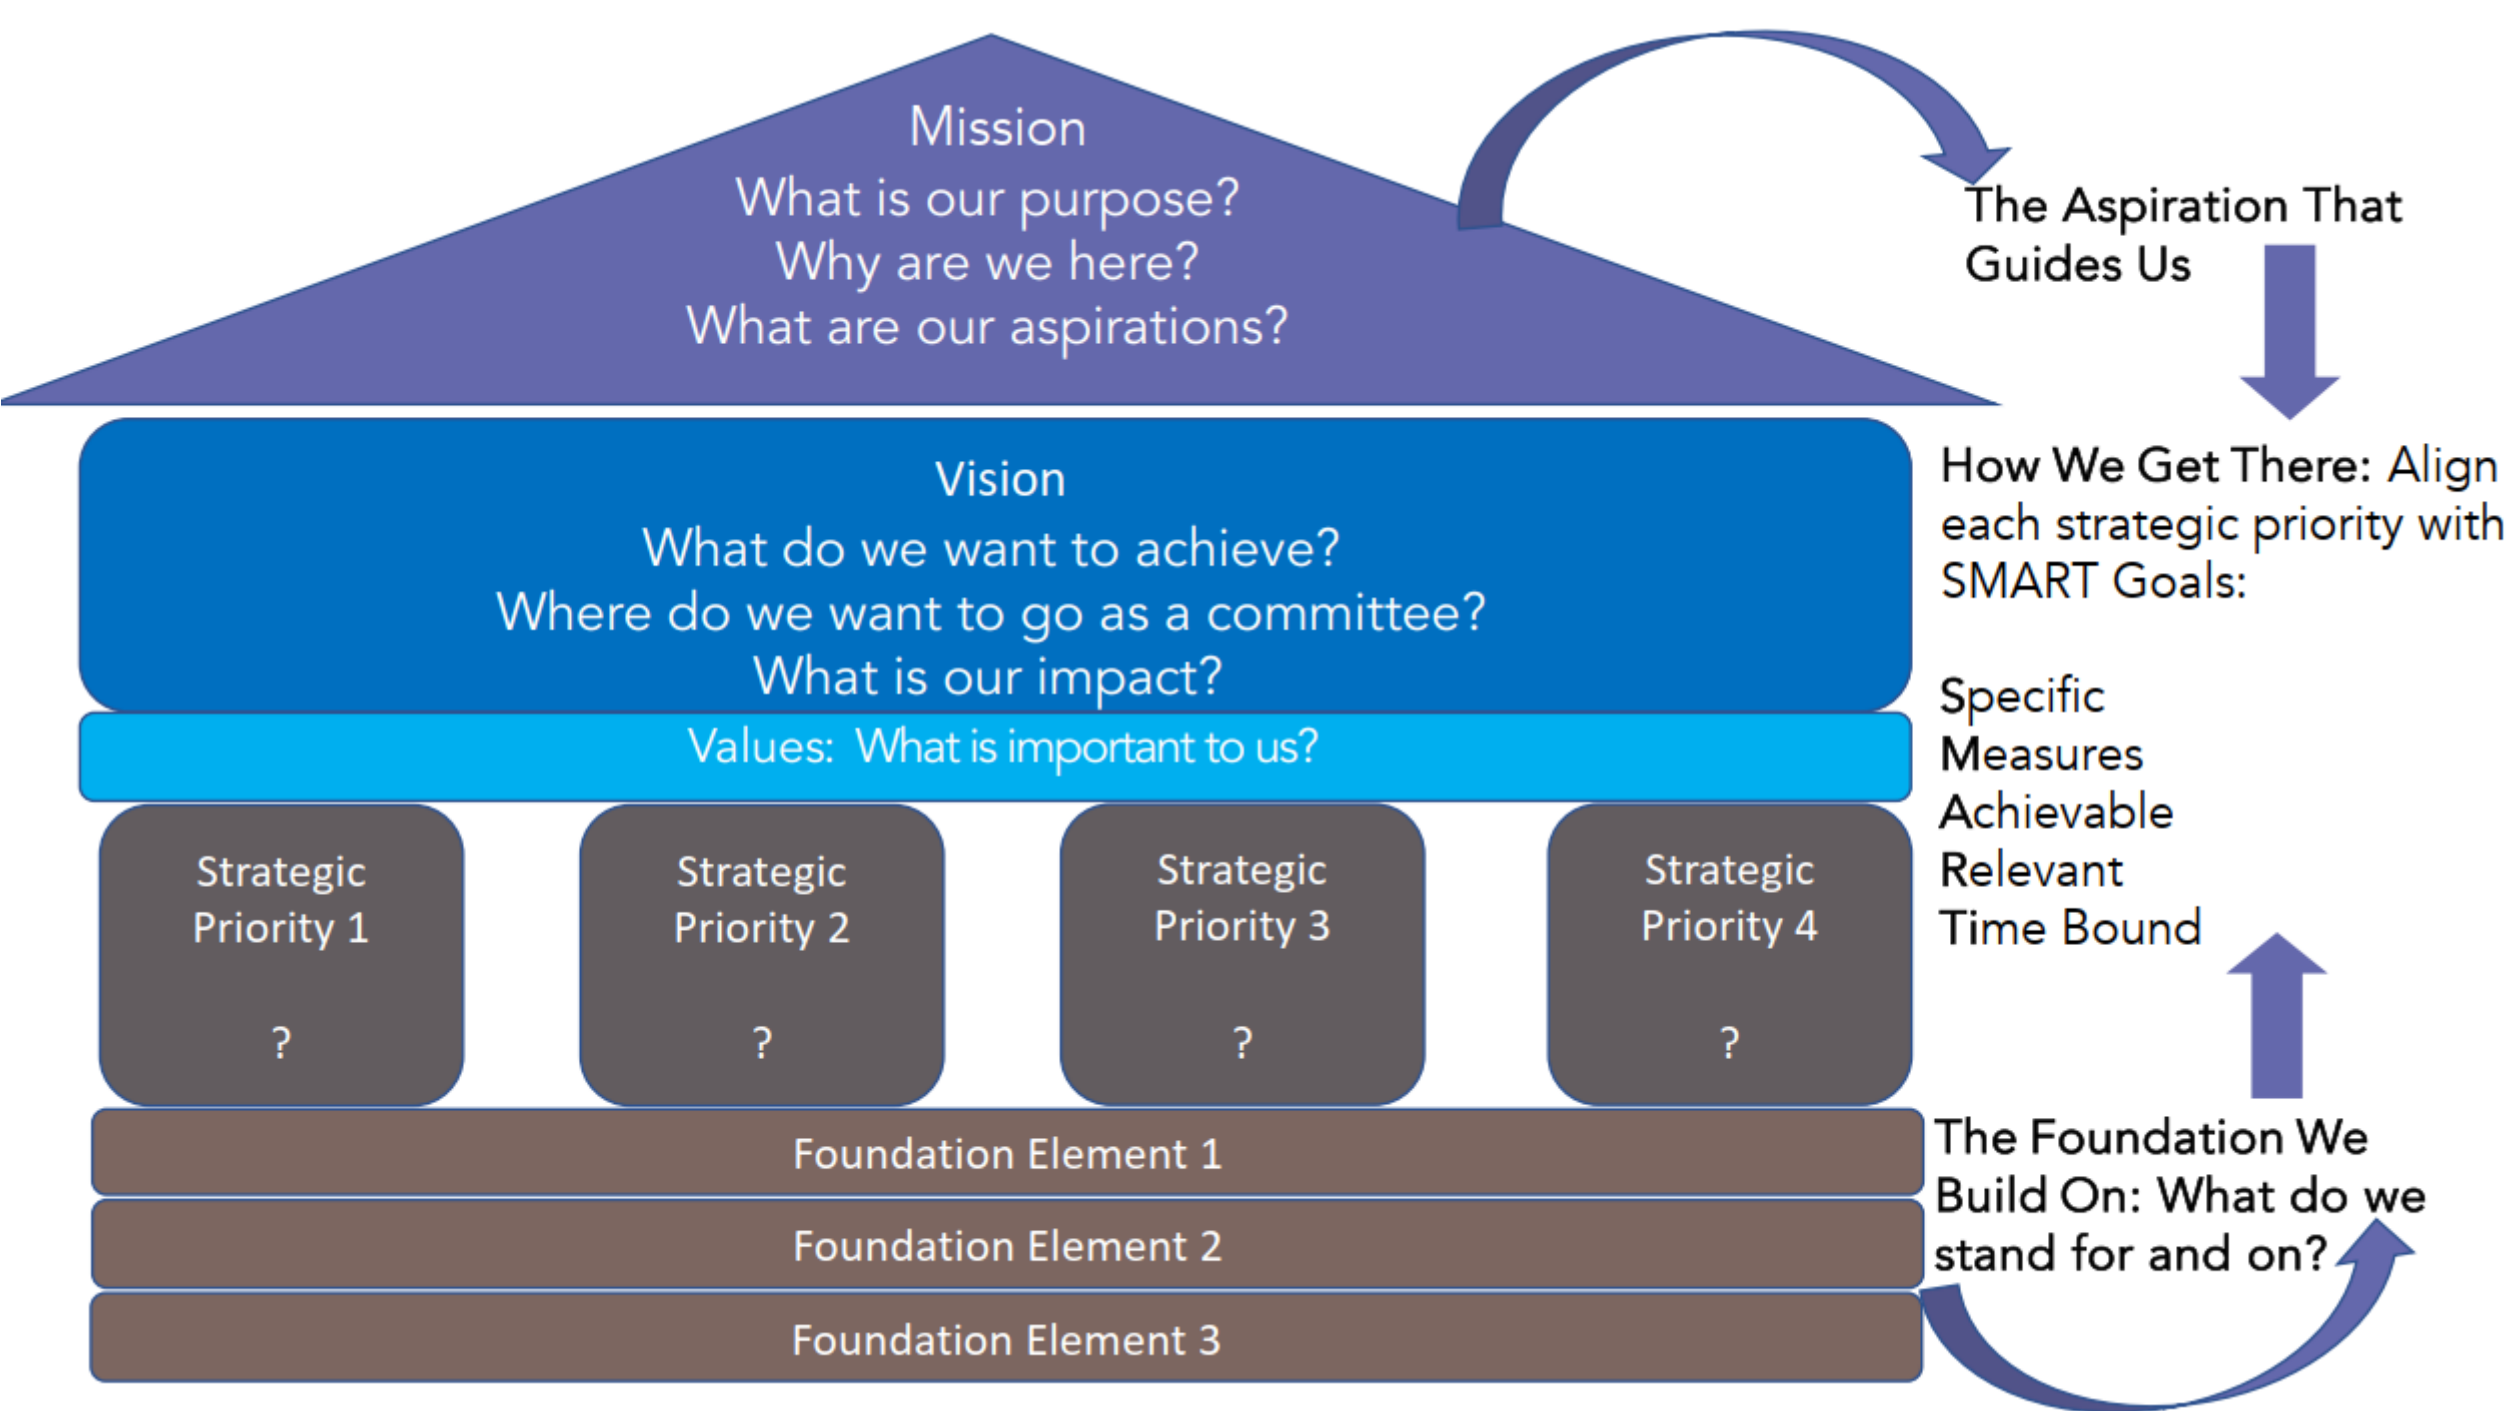 Mission
What is our purpose?
Why are we here?
What are our aspirations?
The Aspiration That
Guides Us
Vision
What do we want to achieve?
Where do we want to go as a committee?
What is our impact?
Values: What is important to us?
How We Get There: Align
each strategic priority with
SMART Goals:
Specific
Measures
Achievable
Relevant
Time Bound
Strategic
Priority 1
?
Strategic
Priority 2
?
Strategic
Priority 3
?
Strategic
Priority 4
?
Foundation Element 1
Foundation Element 2
Foundation Element 3
The Foundation We
Build On: What do we
stand for and on?